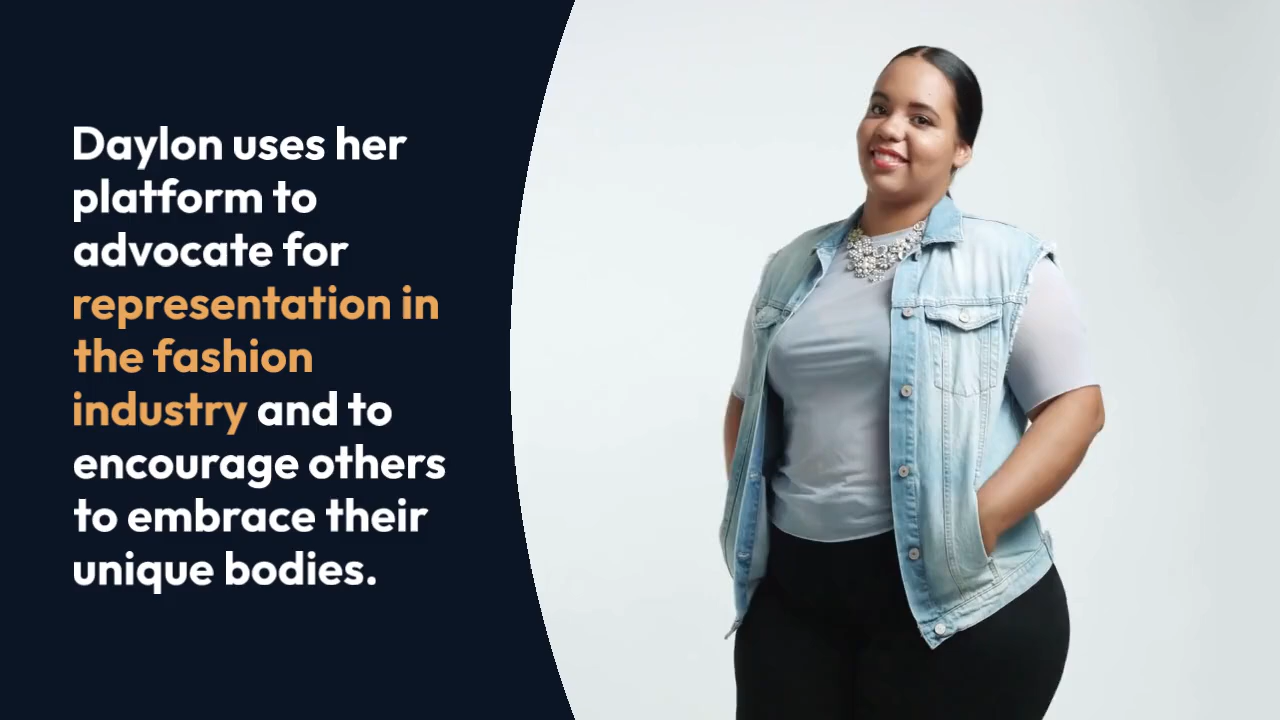 Daylon uses her
platform to
advocate for
representation in
the fashion
industry and to
encourage others
to embrace their
unique bodies.